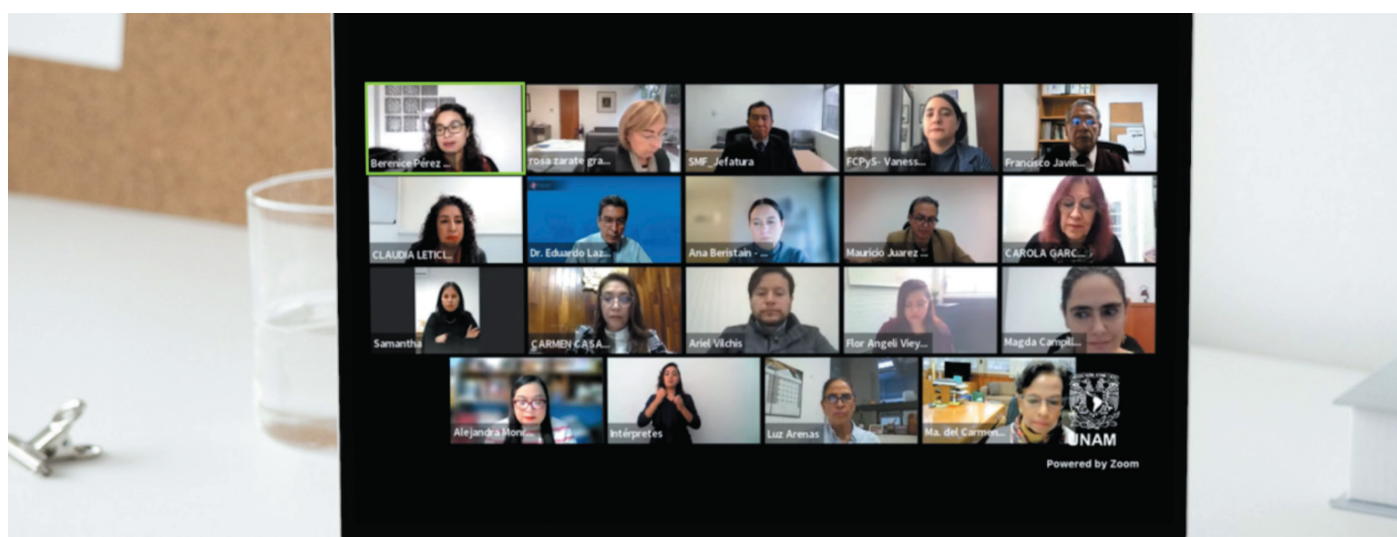 Berenice Pérez ...
rosa zarate gra...
SMF_Jefatura
FCPyS- Vaness...
Francisco Javie...
CLAUDIA LETICI...
Dr. Eduardo Laz...
Ana Beristain - ...
Mauricio Juarez ...
CAROLA GARC...
Samantha
CARMEN CASA...
Ariel Vilchis
Flor Angeli Viey...
Magda Campil...
Alejandra Monr...
Intérpretes
Luz Arenas
Ma. del Carmen...
UNAM
Powered by Zoom